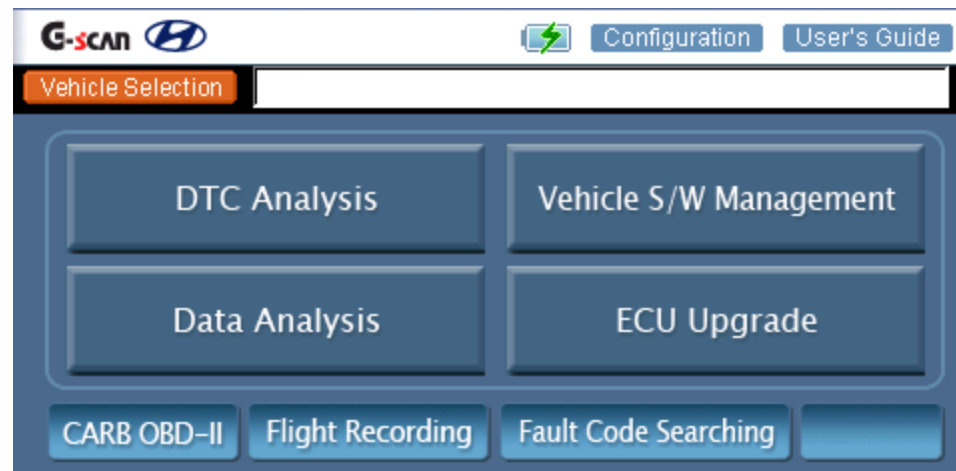 G-scan Configuration User's Guide
Vehicle Selection
DTC Analysis Vehicle S/W Management
Data Analysis ECU Upgrade
CARB OBD-II Flight Recording Fault Code Searching